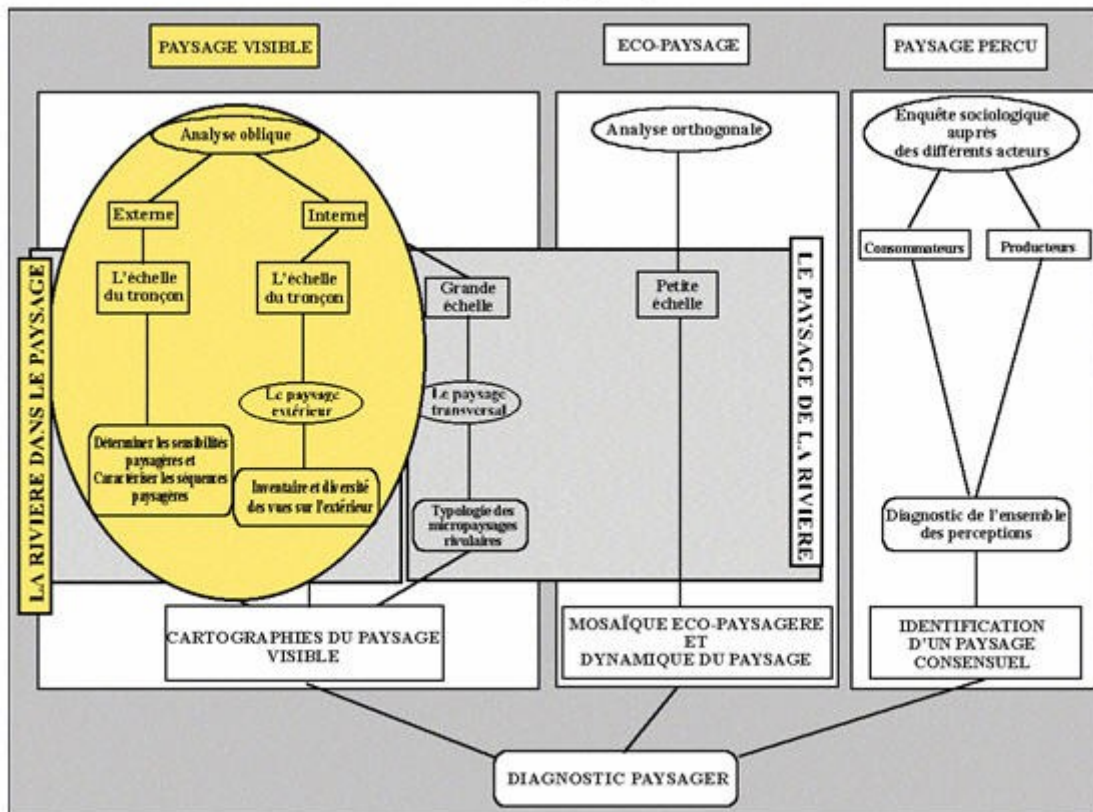 PAYSAGE VISIBLE
ECO-PAYSAGE
PAYSAGE PERCU
Analyse oblique
Analyse orthogonale
Enquête sociologique
auprés
des différents acteurs
Externe
Interne
Consommateurs
Producteurs
LA RIVIERE DANS LE PAYSAGE
L'échelle
du tronçon
L'échelle
du tronçon
Grande
échelle
Petite
échelle
LE PAYSAGE DE LA RIVIERE
Le paysage
extérieur
Le paysage
transversal
Déterminer les sensibilités
paysagères et
Caractériser les séquences
paysagères
Inventaire et diversité
des vues sur l'extérieur
Typologie des
micropaysages
rivulaires
Diagnostic de l'ensemble
des perceptions
CARTOGRAPHIES DU PAYSAGE
VISIBLE
MOSAÏQUE ECO-PAYSAGERE
ET
DYNAMIQUE DU PAYSAGE
IDENTIFICATION
D'UN PAYSAGE
CONSENSUEL
DIAGNOSTIC PAYSAGER